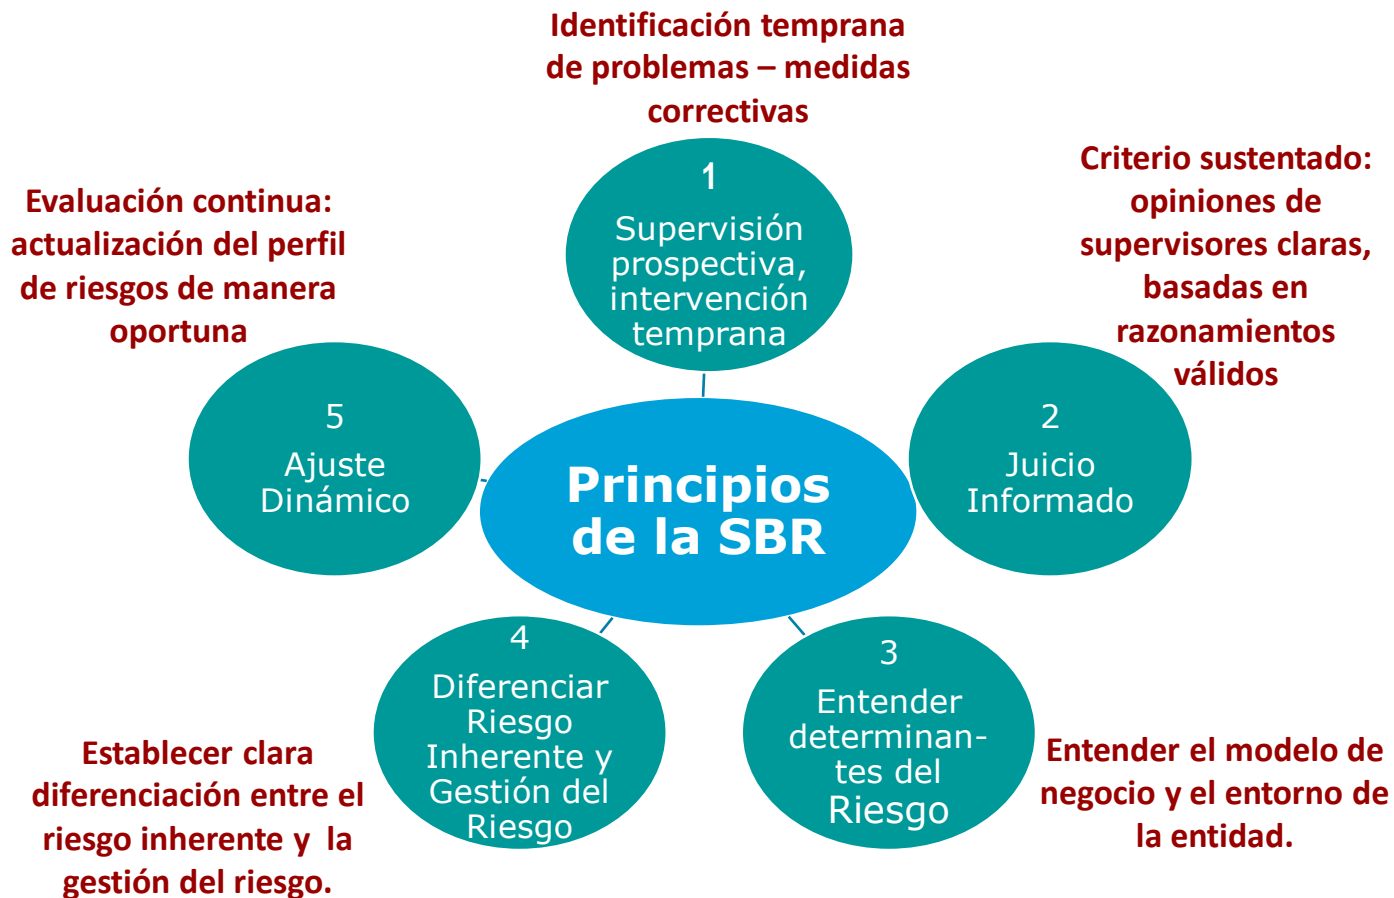 Identificación temprana
de problemas – medidas
correctivas
1
Supervisión
prospectiva,
intervención
temprana
Criterio sustentado:
opiniones de
supervisores claras,
basadas en
razonamientos
válidos
2
Juicio
Informado
Principios
de la SBR
3
Entender
determinan-
tes del
Riesgo
Entender el modelo de
negocio y el entorno de
la entidad.
4
Diferenciar
Riesgo
Inherente y
Gestión del
Riesgo
Establecer clara
diferenciación entre el
riesgo inherente y la
gestión del riesgo.
5
Ajuste
Dinámico
Evaluación continua:
actualización del perfil
de riesgos de manera
oportuna